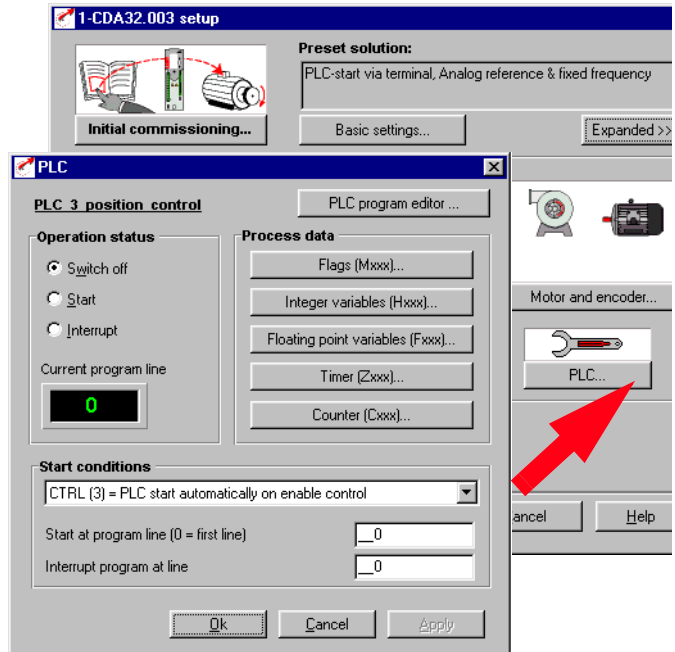 1-CDA32.003 setup
Preset solution:
PLC-start via terminal, Analog reference & fixed frequency
Initial commissioning...
Basic settings...
Expanded >>
PLC
PLC 3 position control
PLC program editor ...
Operation status
Switch off
Start
Interrupt
Current program line
0
Process data
Flags (Mxxx)...
Integer variables (Hxxx)...
Floating point variables (Fxxx)...
Timer (Zxxx)...
Counter (Cxxx)...
Motor and encoder...
PLC...
Start conditions
CTRL (3) = PLC start automatically on enable control
Start at program line (0 = first line)
__0
Interrupt program at line
__0
Ok
Cancel
Apply
ancel
Help